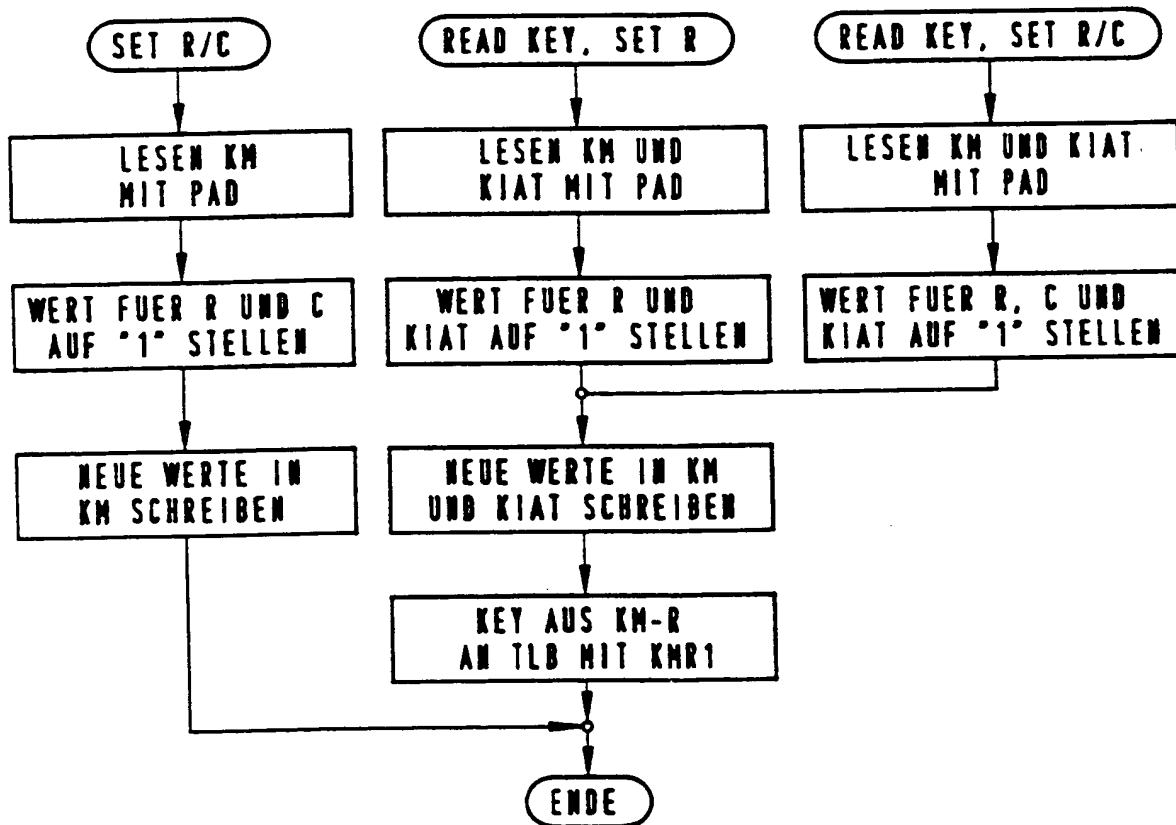 SET R/C
READ KEY, SET R
READ KEY, SET R/C
LESEN KM
MIT PAD
LESEN KM UND
KIAT MIT PAD
LESEN KM UND KIAT
MIT PAD
WERT FUER R UND C
AUF "1" STELLEN
WERT FUER R UND
KIAT AUF "1" STELLEN
WERT FUER R, C UND
KIAT AUF "1" STELLEN
NEUE WERTE IN
KM SCHREIBEN
NEUE WERTE IN KM
UND KIAT SCHREIBEN
KEY AUS KM-R
AN TLB MIT KMR1
ENDE